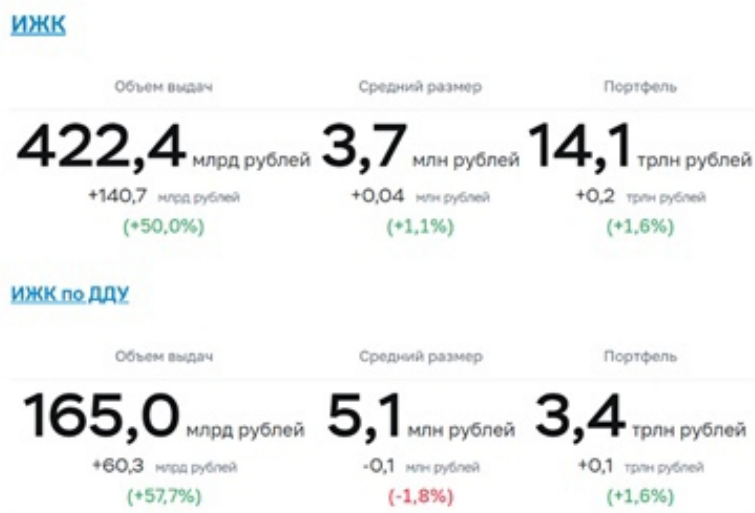 ИЖК
Объем выдач Средний размер Портфель
422,4 млрд рублей 3,7 млн рублей 14,1 трлн рублей
+140,7 млрд рублей +0,04 млн рублей +0,2 трлн рублей
(+50,0%) (+1,1%) (+1,6%)
ИЖК по ДДУ
Объем выдач Средний размер Портфель
165,0 млрд рублей 5,1 млн рублей 3,4 трлн рублей
+60,3 млрд рублей -0,1 млн рублей +0,1 трлн рублей
(+57,7%) (-1,8%) (+1,6%)